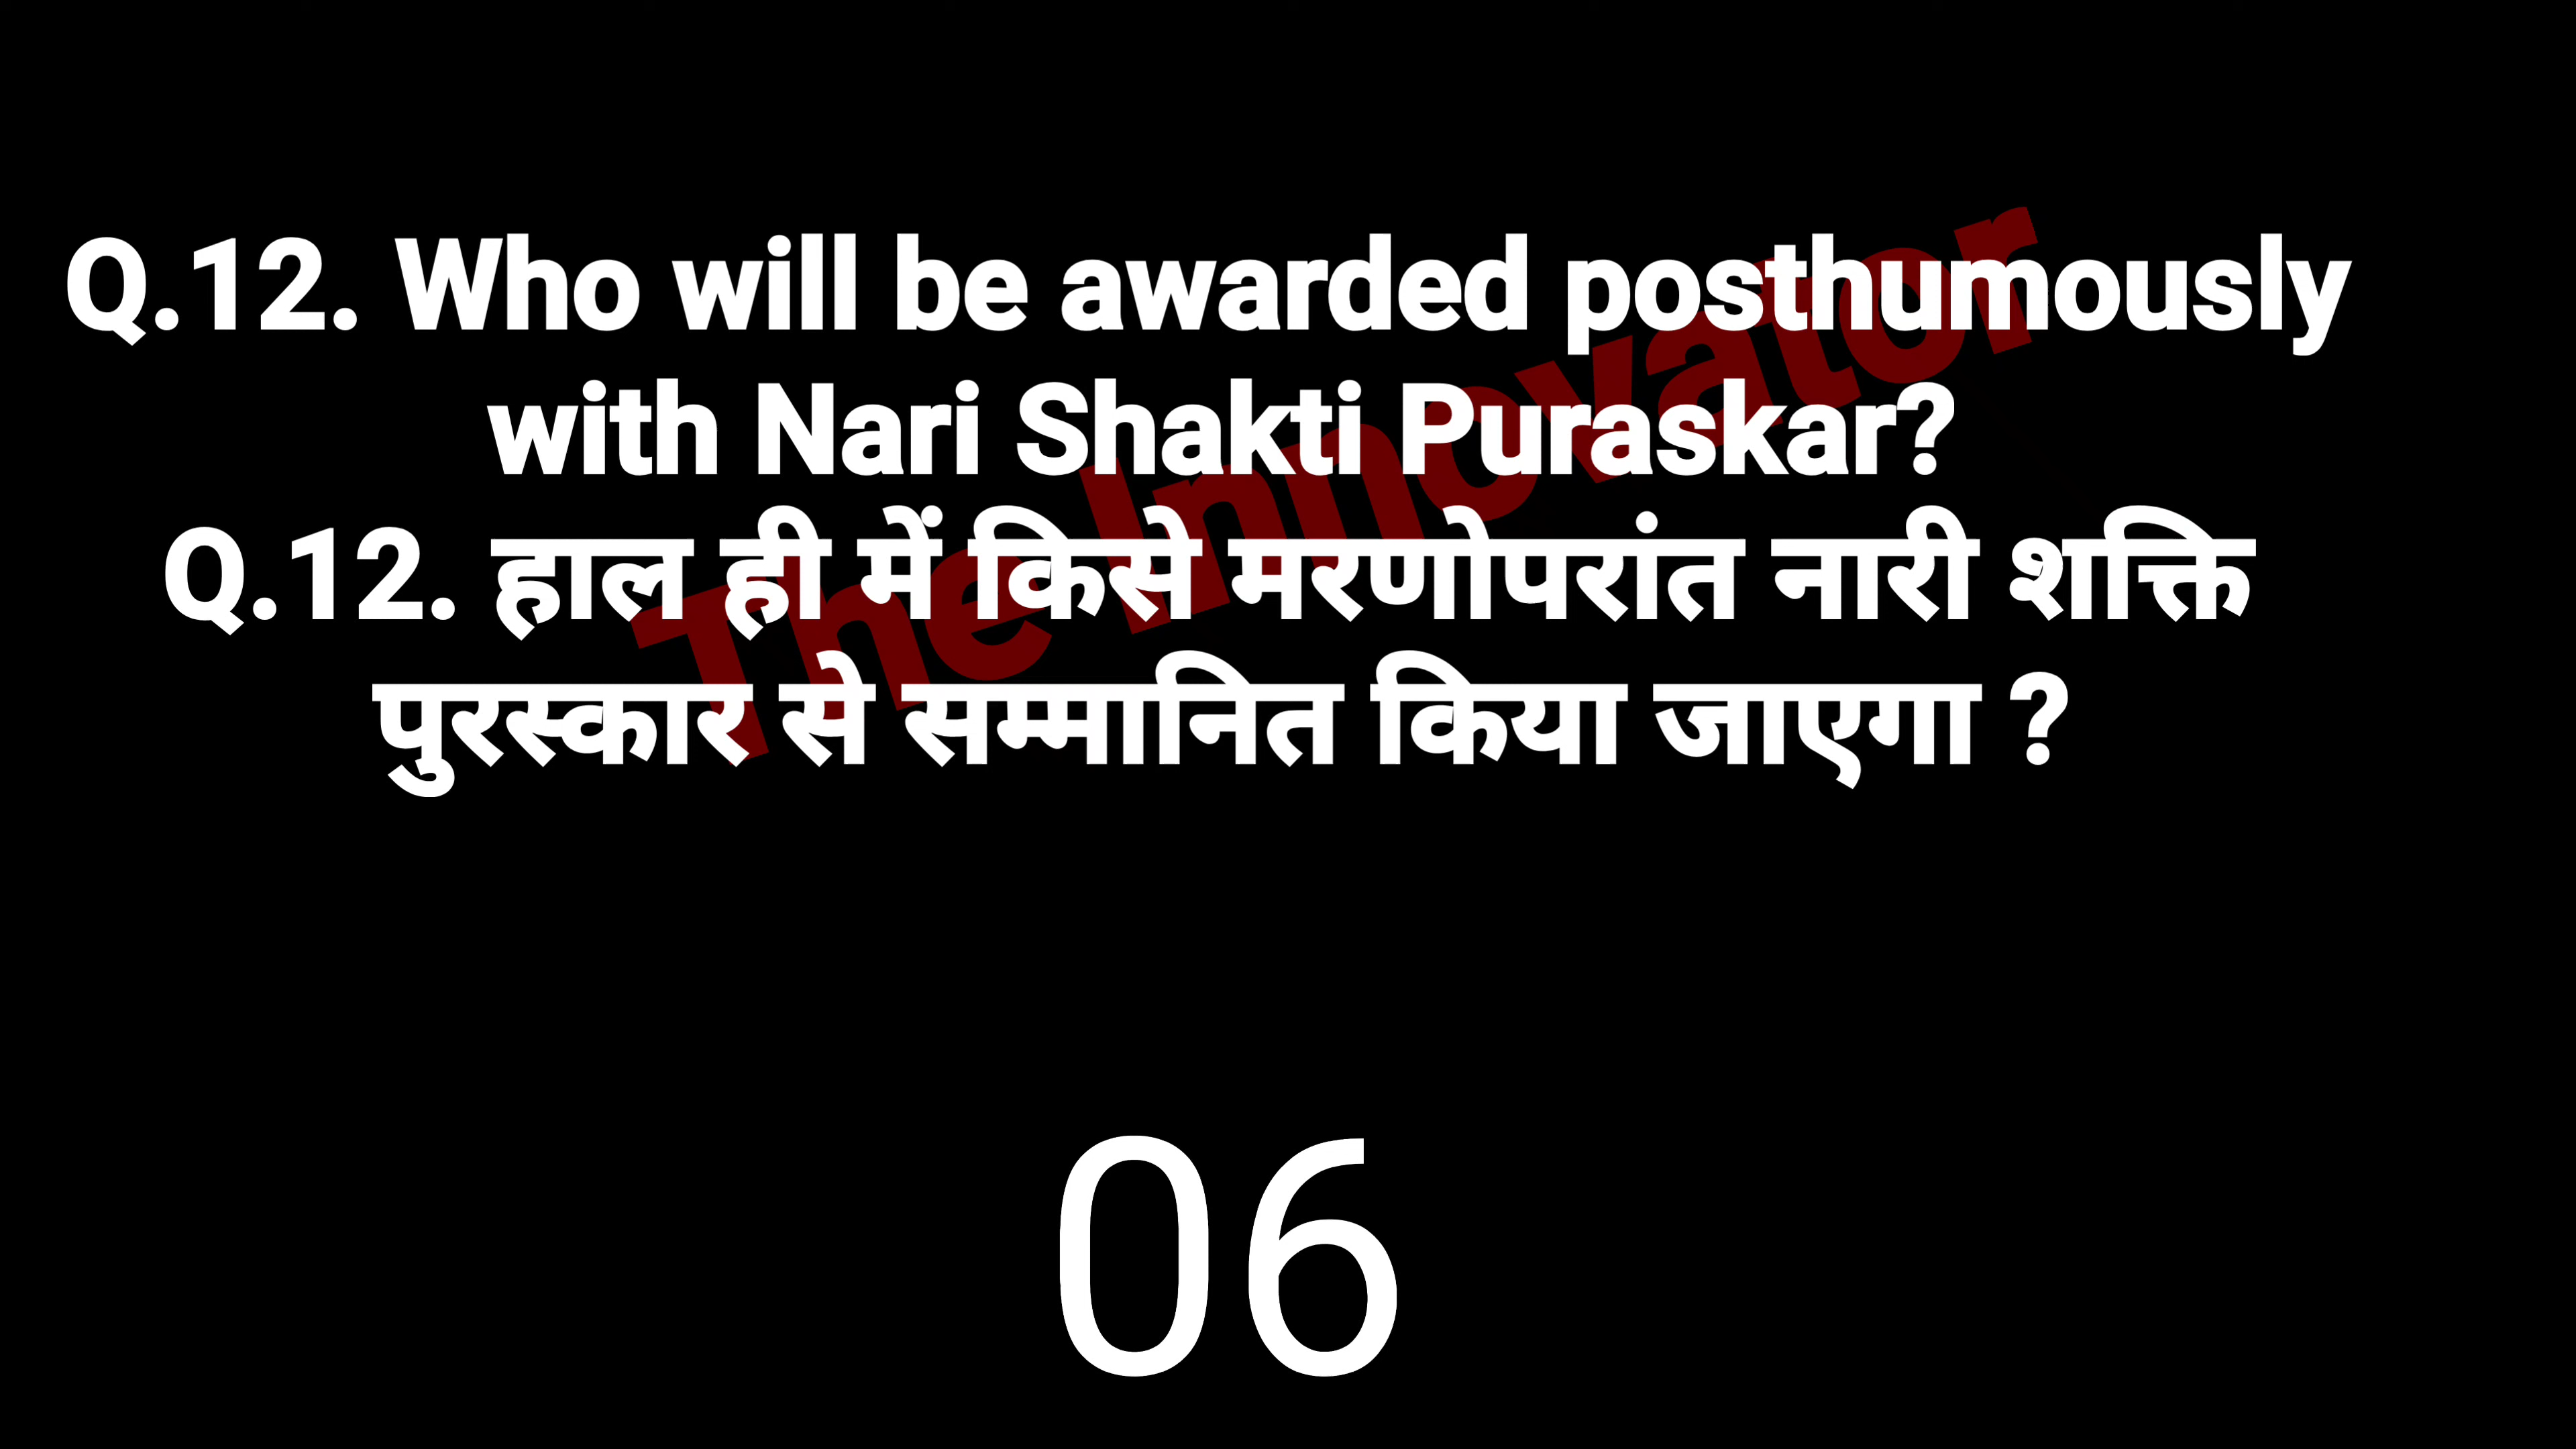 Q.12. Who will be awarded posthumously
with Nari Shakti Puraskar?
Q.12. हाल ही में किसे मरणोपरांत नारी शक्ति
पुरस्कार से सम्मानित किया जाएगा ?
The Innovator
06